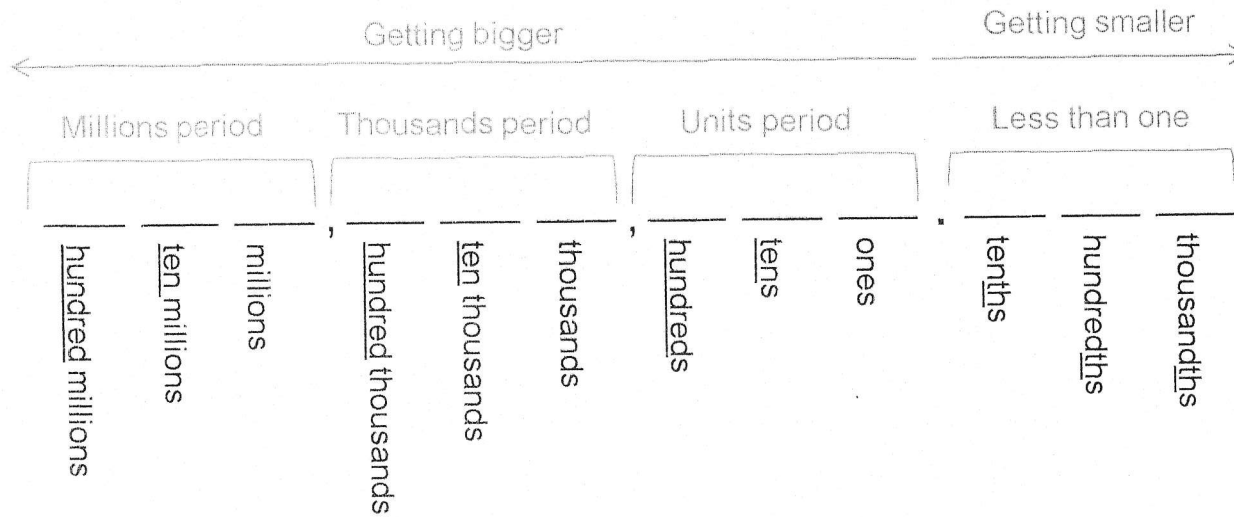 Getting bigger Getting smaller
Millions period Thousands period Units period Less than one
, , .
hundred millions
ten millions
millions
hundred thousands
ten thousands
thousands
hundreds
tens
ones
tenths
hundredths
thousandths